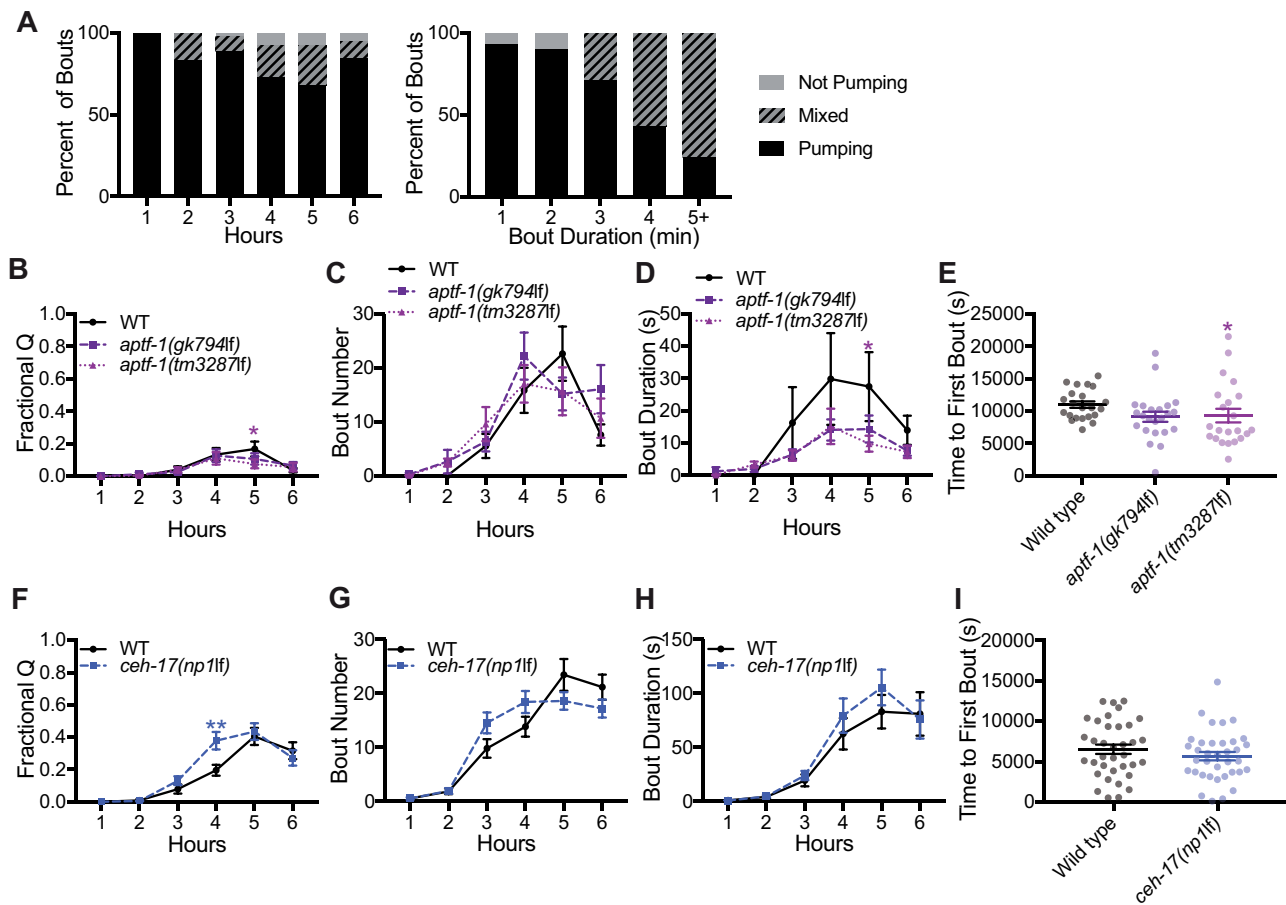 A
Percent of Bouts
100
50
0
1 2 3 4 5 6
Hours
Percent of Bouts
100
50
0
1 2 3 4 5+
Bout Duration (min)
Not Pumping
Mixed
Pumping
B
WT
aptf-1(gk794lf)
aptf-1(tm3287lf)
Fractional Q
1.0
0.8
0.6
0.4
0.2
0.0
*
1 2 3 4 5 6
Hours
C
WT
aptf-1(gk794lf)
aptf-1(tm3287lf)
Bout Number
30
20
10
0
1 2 3 4 5 6
Hours
D
WT
aptf-1(gk794lf)
aptf-1(tm3287lf)
Bout Duration (s)
50
40
30
20
10
0
*
1 2 3 4 5 6
Hours
E
Time to First Bout (s)
25000
20000
15000
10000
5000
0
*
Wild type
aptf-1(gk794lf)
aptf-1(tm3287lf)
F
WT
ceh-17(np1lf)
Fractional Q
1.0
0.8
0.6
0.4
0.2
0.0
**
1 2 3 4 5 6
Hours
G
WT
ceh-17(np1lf)
Bout Number
30
20
10
0
1 2 3 4 5 6
Hours
H
WT
ceh-17(np1lf)
Bout Duration (s)
150
100
50
0
1 2 3 4 5 6
Hours
I
Time to First Bout (s)
20000
15000
10000
5000
0
Wild type
ceh-17(np1lf)